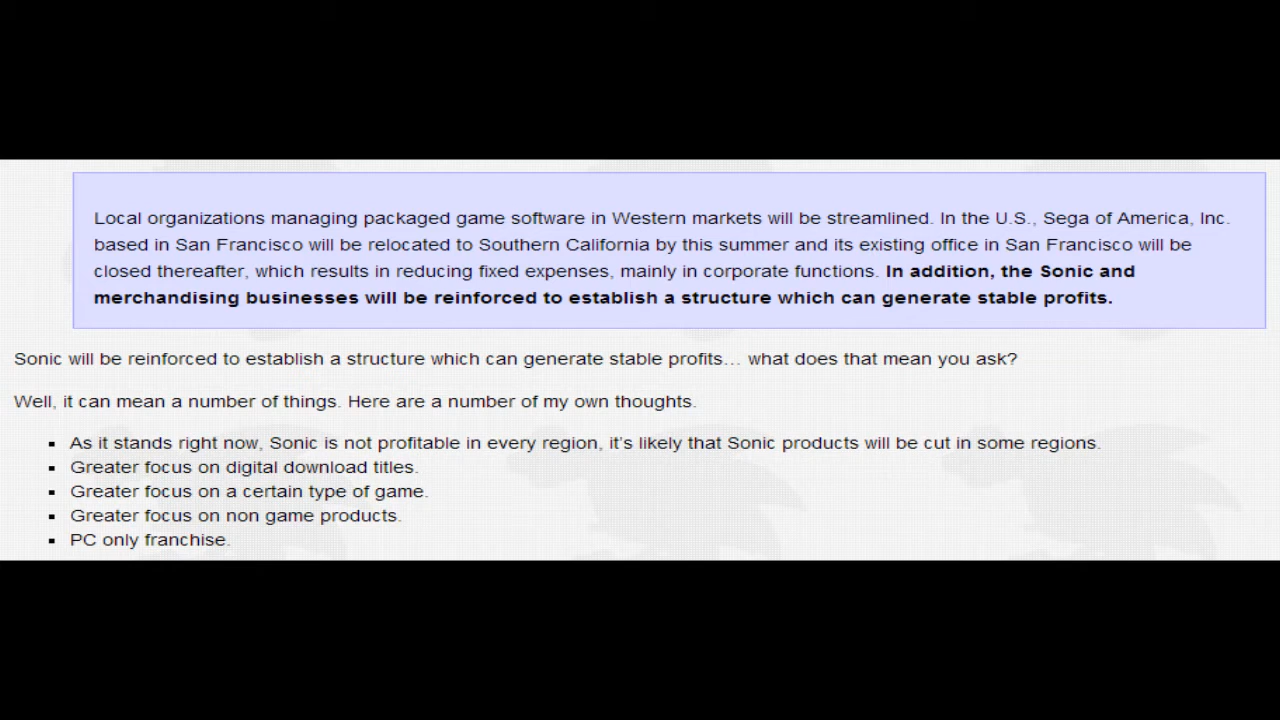 Local organizations managing packaged game software in Western markets will be streamlined. In the U.S., Sega of America, Inc.
based in San Francisco will be relocated to Southern California by this summer and its existing office in San Francisco will be
closed thereafter, which results in reducing fixed expenses, mainly in corporate functions. In addition, the Sonic and
merchandising businesses will be reinforced to establish a structure which can generate stable profits.
Sonic will be reinforced to establish a structure which can generate stable profits… what does that mean you ask?
Well, it can mean a number of things. Here are a number of my own thoughts.
▪ As it stands right now, Sonic is not profitable in every region, it's likely that Sonic products will be cut in some regions.
▪ Greater focus on digital download titles.
▪ Greater focus on a certain type of game.
▪ Greater focus on non game products.
▪ PC only franchise.